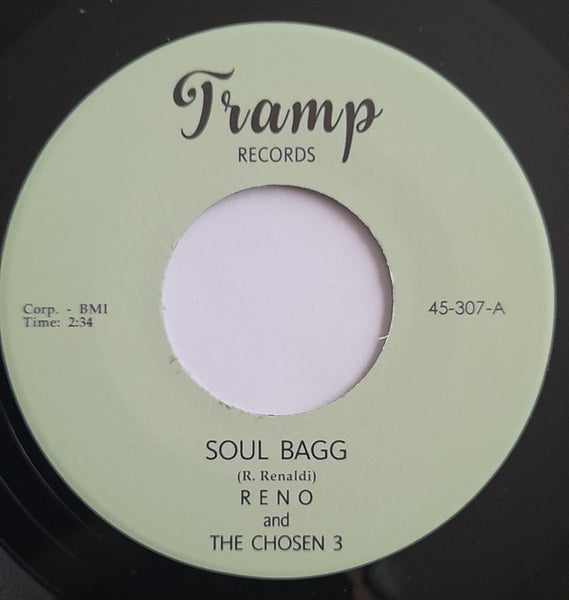 Tramp
RECORDS
Corp. - BMI
Time: 2:34
45-307-A
SOUL BAGG
(R. Renaldi)
RENO
and
THE CHOSEN 3